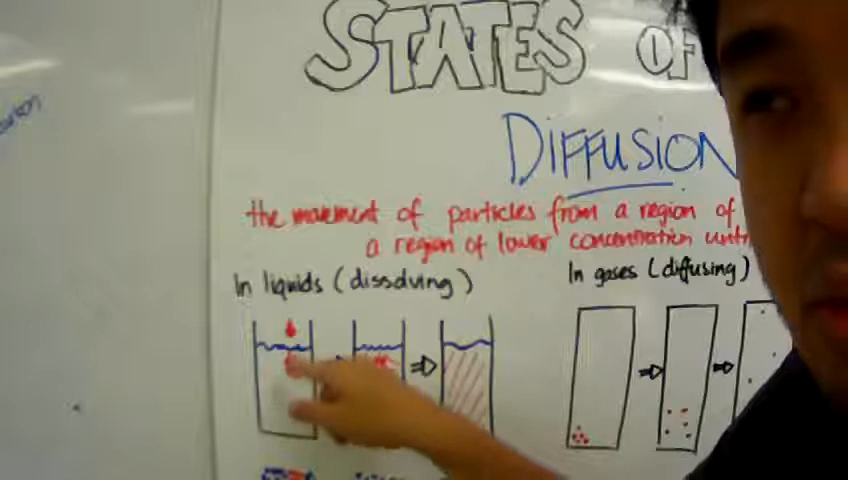 STATES OF
DIFFUSION
the movement of particles from a region of
a region of lower concentration until
In liquids (dissolving)
In gases (diffusing)